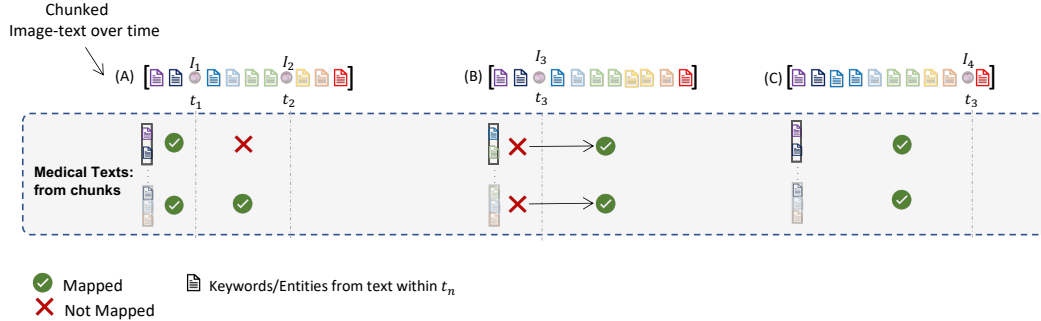 Chunked
Image-text over time
(A) [ I₁ I₂ ]
t₁ t₂
(B) [ I₃ ]
t₃
(C) [ I₄ ]
t₃
Medical Texts:
from chunks
Mapped
Not Mapped
Keywords/Entities from text within tₙ